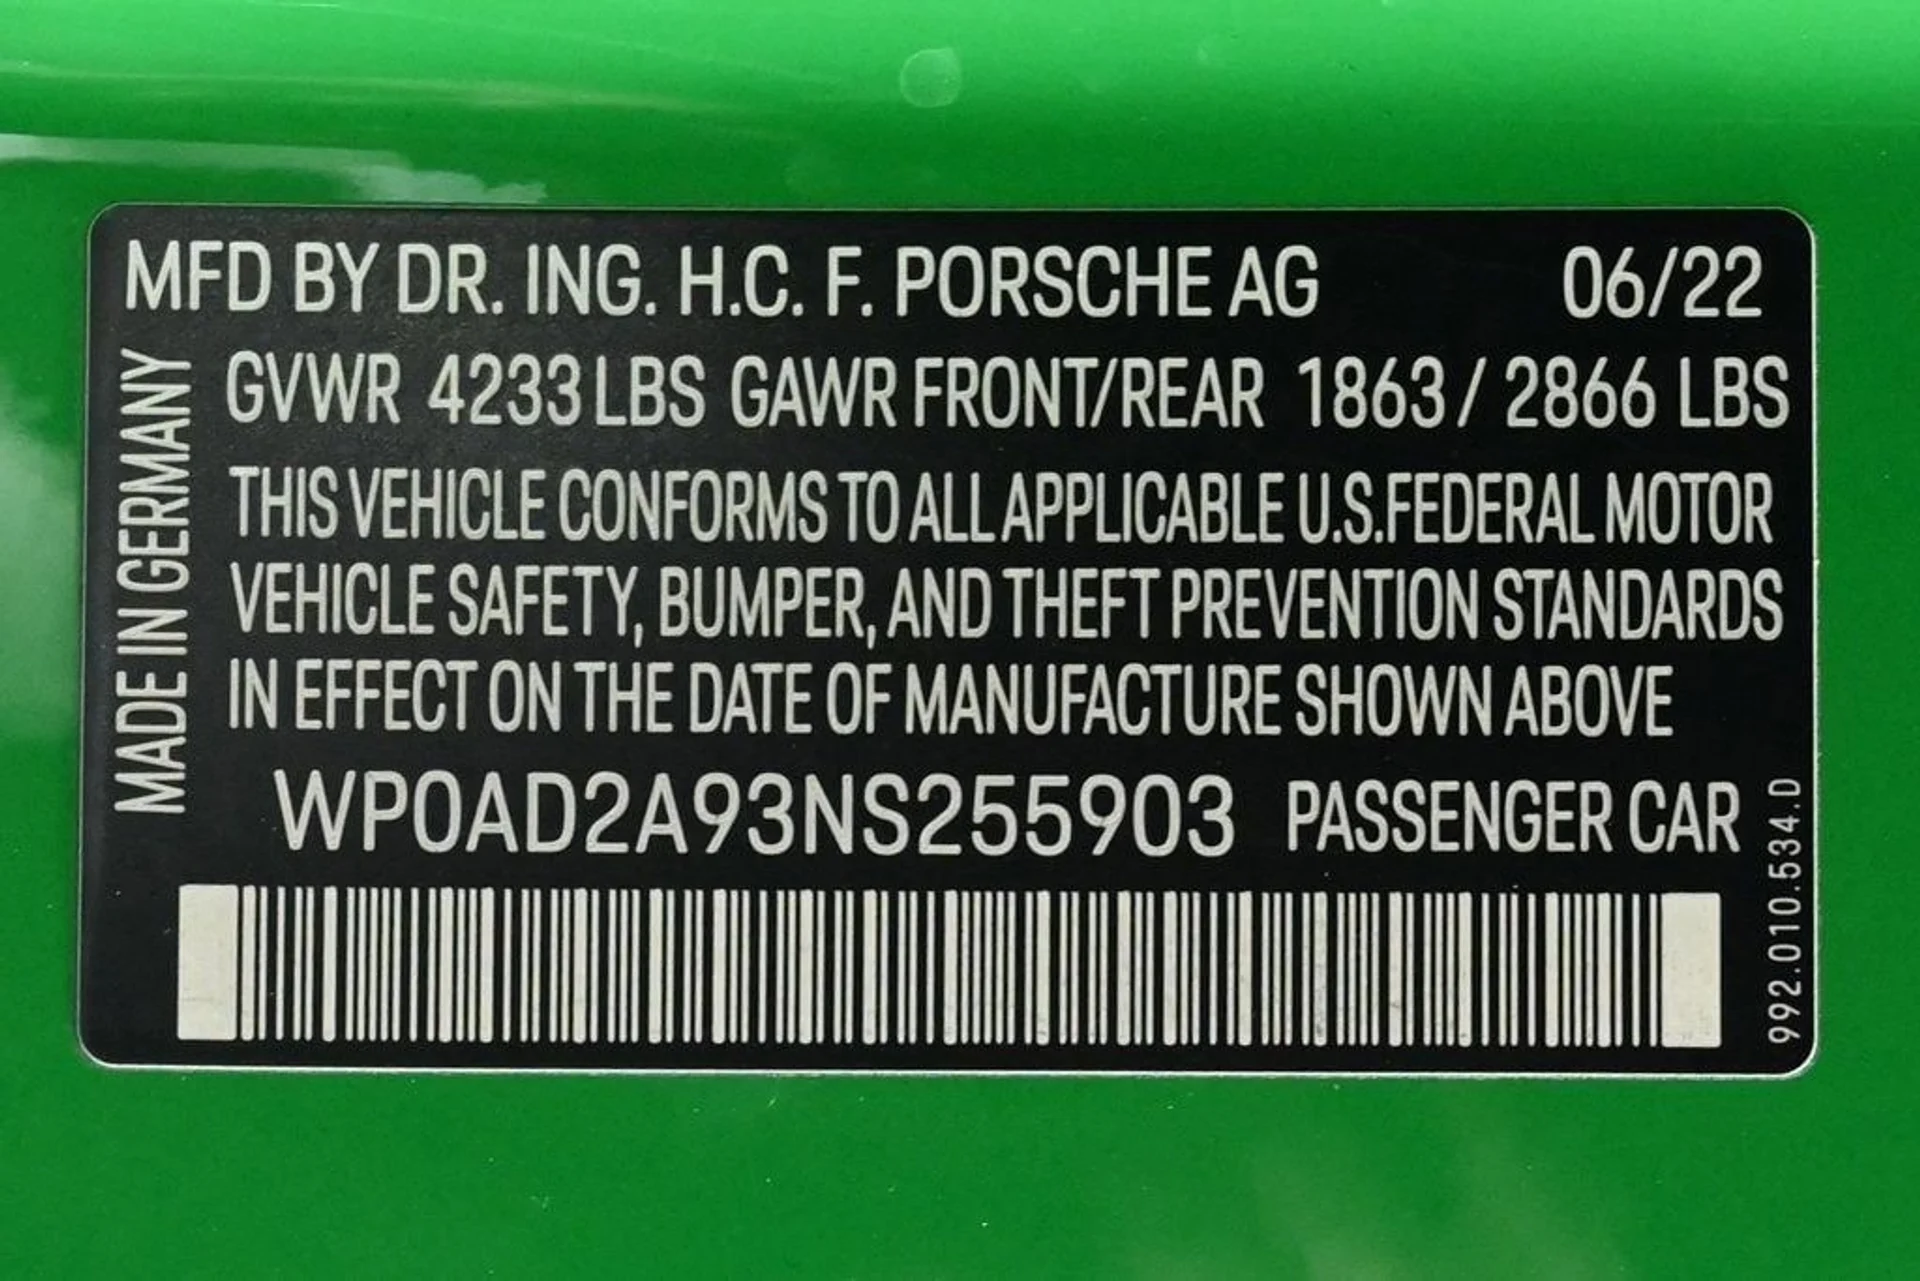 MFD BY DR. ING. H.C. F. PORSCHE AG 06/22
GVWR 4233 LBS GAWR FRONT/REAR 1863 / 2866 LBS
THIS VEHICLE CONFORMS TO ALL APPLICABLE U.S.FEDERAL MOTOR
VEHICLE SAFETY, BUMPER, AND THEFT PREVENTION STANDARDS
IN EFFECT ON THE DATE OF MANUFACTURE SHOWN ABOVE
WP0AD2A93NS255903 PASSENGER CAR
MADE IN GERMANY
992.010.534.D